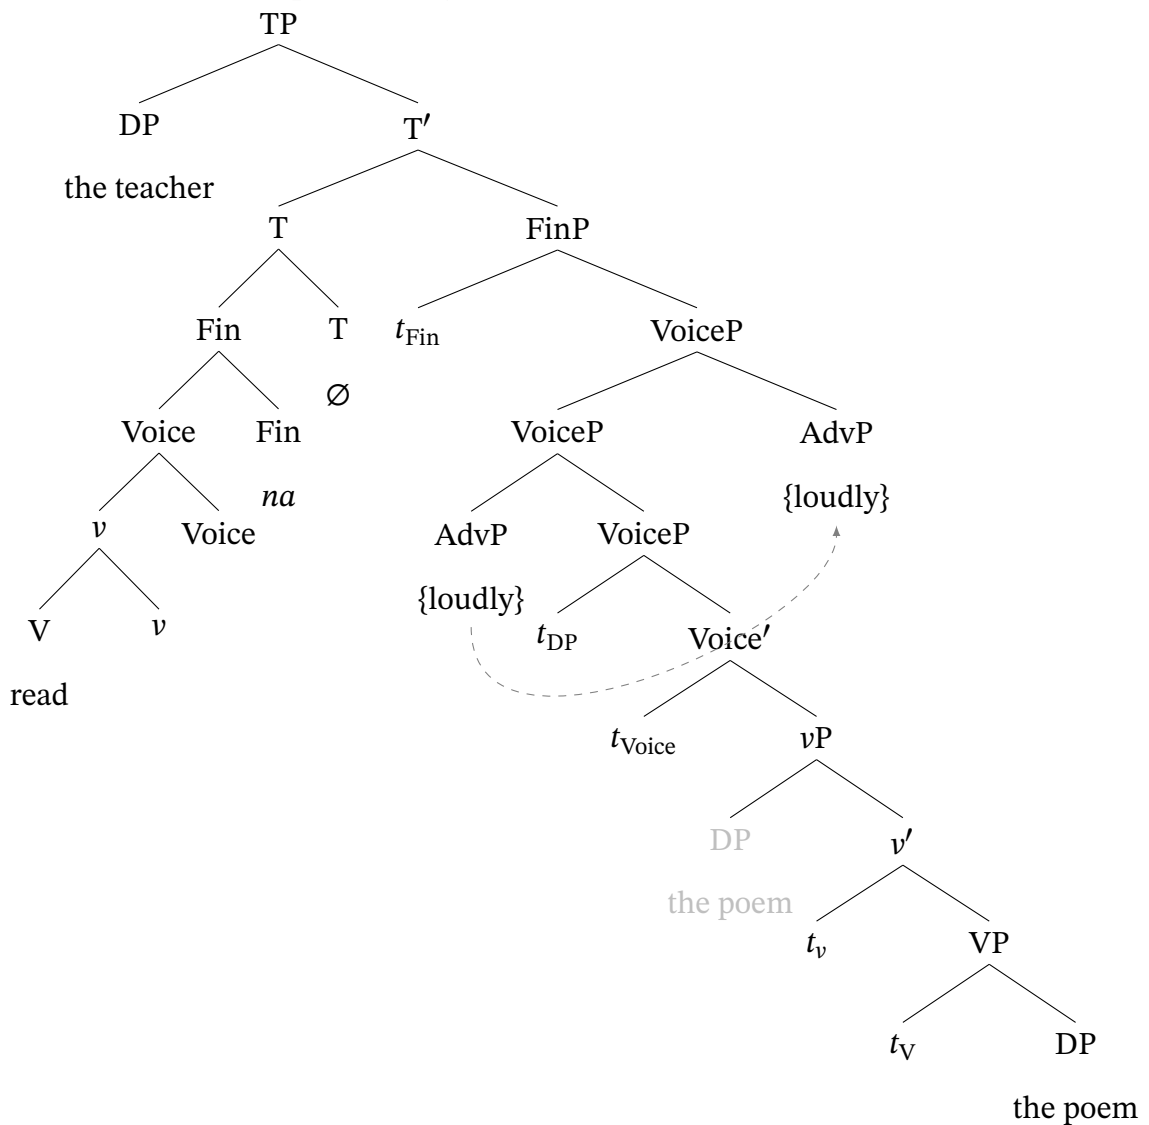 TP
DP T′
the teacher
T FinP
Fin T t_Fin VoiceP
∅
Voice Fin VoiceP AdvP
na {loudly}
v Voice AdvP VoiceP
{loudly}
V v t_DP Voice′
read
t_Voice vP
DP v′
the poem
t_v VP
t_V DP
the poem